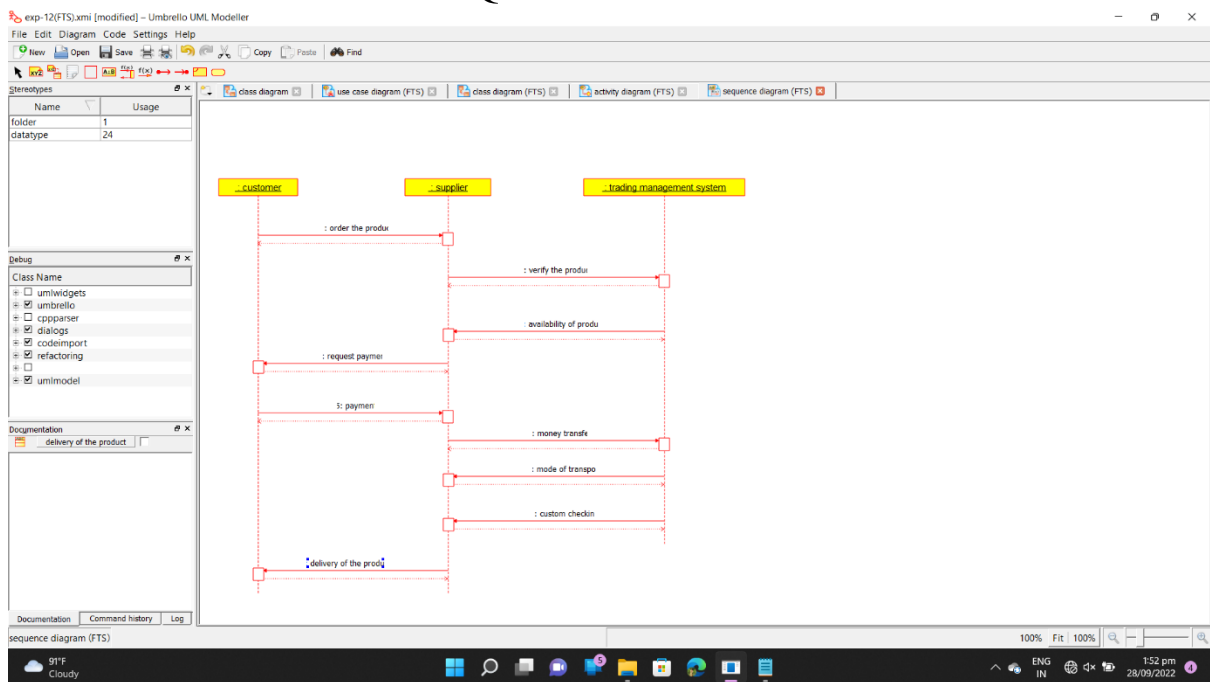 Q
exp-12(FTS).xmi [modified] – Umbrello UML Modeller
File Edit Diagram Code Settings Help
New Open Save Copy Paste Find
XYZ A:B f(x) f(x)
Stereotypes
class diagram use case diagram (FTS) class diagram (FTS) activity diagram (FTS) sequence diagram (FTS)
Name Usage
folder 1
datatype 24
: customer : supplier : trading management system
: order the produc
Debug
Class Name
umlwidgets
umbrello
cppparser
dialogs
codeimport
refactoring
umlmodel
: verify the produ
: availability of produ
: request paymer
5: paymen
: money transfe
: mode of transpo
: custom checkin
delivery of the produ
Documentation
delivery of the product
Documentation Command history Log
sequence diagram (FTS)
100% Fit 100%
91°F
Cloudy
5
ENG
IN
1:52 pm
28/09/2022
4